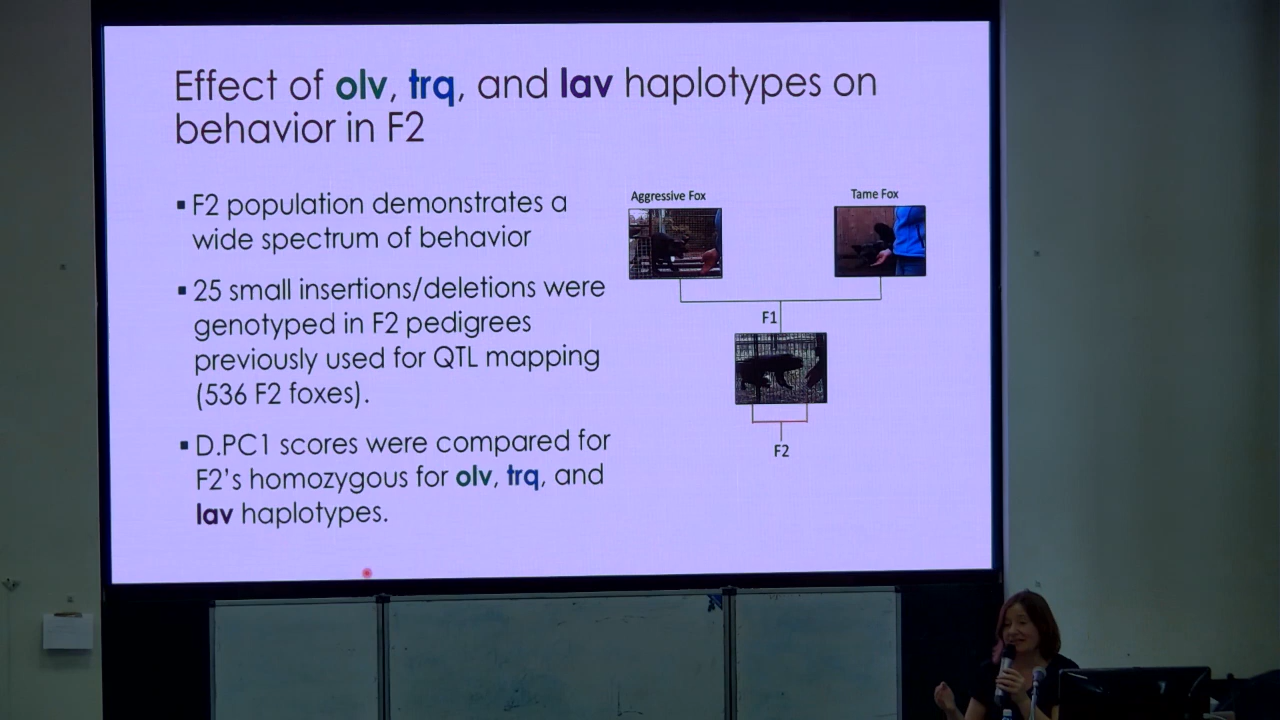 Effect of olv, trq, and lav haplotypes on
behavior in F2
▪ F2 population demonstrates a
wide spectrum of behavior
▪ 25 small insertions/deletions were
genotyped in F2 pedigrees
previously used for QTL mapping
(536 F2 foxes).
▪ D.PC1 scores were compared for
F2's homozygous for olv, trq, and
lav haplotypes.
Aggressive Fox
Tame Fox
F1
F2